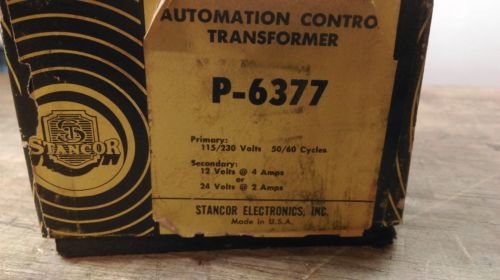 AUTOMATION CONTRO
TRANSFORMER
P-6377
Primary:
115/230 Volts 50/60 Cycles
Secondary:
12 Volts @ 4 Amps
or
24 Volts @ 2 Amps
STANCOR ELECTRONICS, INC.
Made in U.S.A.
STANCOR